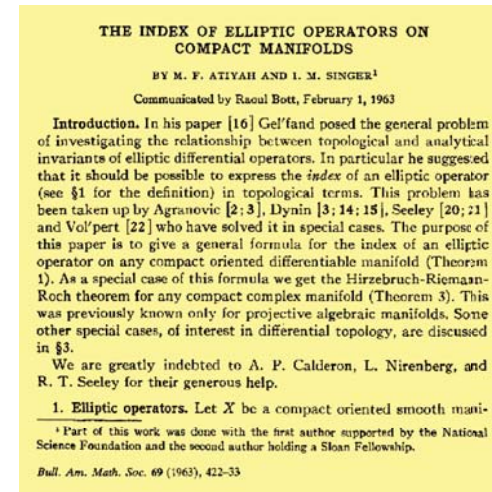 THE INDEX OF ELLIPTIC OPERATORS ON
COMPACT MANIFOLDS
BY M. F. ATIYAH AND I. M. SINGER¹
Communicated by Raoul Bott, February 1, 1963
Introduction. In his paper [16] Gel'fand posed the general problem
of investigating the relationship between topological and analytical
invariants of elliptic differential operators. In particular he suggested
that it should be possible to express the index of an elliptic operator
(see §1 for the definition) in topological terms. This problem has
been taken up by Agranovic [2; 3], Dynin [3; 14; 15], Seeley [20; 21]
and Vol'pert [22] who have solved it in special cases. The purpose of
this paper is to give a general formula for the index of an elliptic
operator on any compact oriented differentiable manifold (Theorem
1). As a special case of this formula we get the Hirzebruch-Riemann-
Roch theorem for any compact complex manifold (Theorem 3). This
was previously known only for projective algebraic manifolds. Some
other special cases, of interest in differential topology, are discussed
in §3.
We are greatly indebted to A. P. Calderon, L. Nirenberg, and
R. T. Seeley for their generous help.
1. Elliptic operators. Let X be a compact oriented smooth mani-
¹ Part of this work was done with the first author supported by the National
Science Foundation and the second author holding a Sloan Fellowship.
Bull. Am. Math. Soc. 69 (1963), 422–33